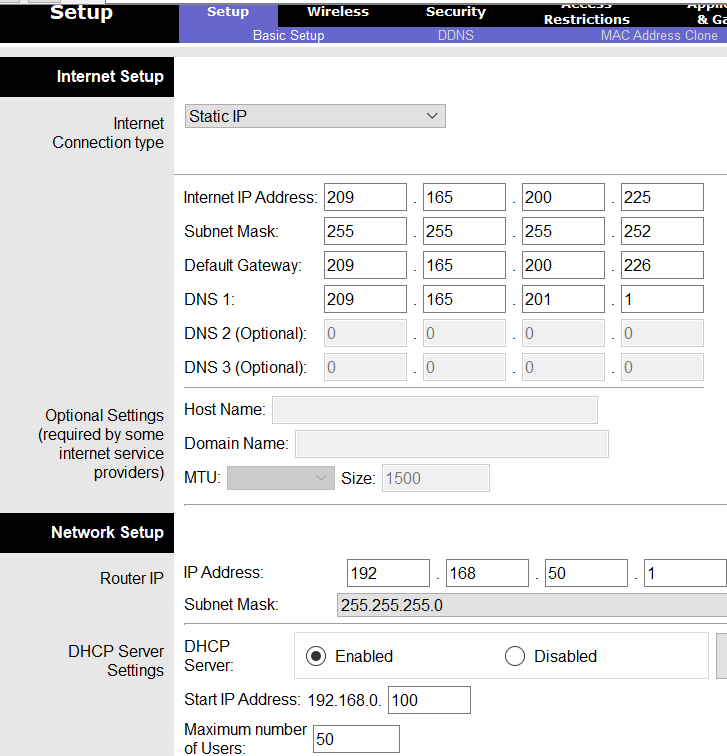 Setup
Setup Wireless Security Access Restrictions & Ga
Basic Setup DDNS MAC Address Clone
Internet Setup
Internet Connection type
Static IP
Internet IP Address: 209 . 165 . 200 . 225
Subnet Mask: 255 . 255 . 255 . 252
Default Gateway: 209 . 165 . 200 . 226
DNS 1: 209 . 165 . 201 . 1
DNS 2 (Optional): 0 . 0 . 0 . 0
DNS 3 (Optional): 0 . 0 . 0 . 0
Optional Settings
(required by some
internet service
providers)
Host Name:
Domain Name:
MTU: Size: 1500
Network Setup
Router IP
IP Address: 192 . 168 . 50 . 1
Subnet Mask: 255.255.255.0
DHCP Server
Settings
DHCP
Server: Enabled Disabled
Start IP Address: 192.168.0. 100
Maximum number
of Users: 50